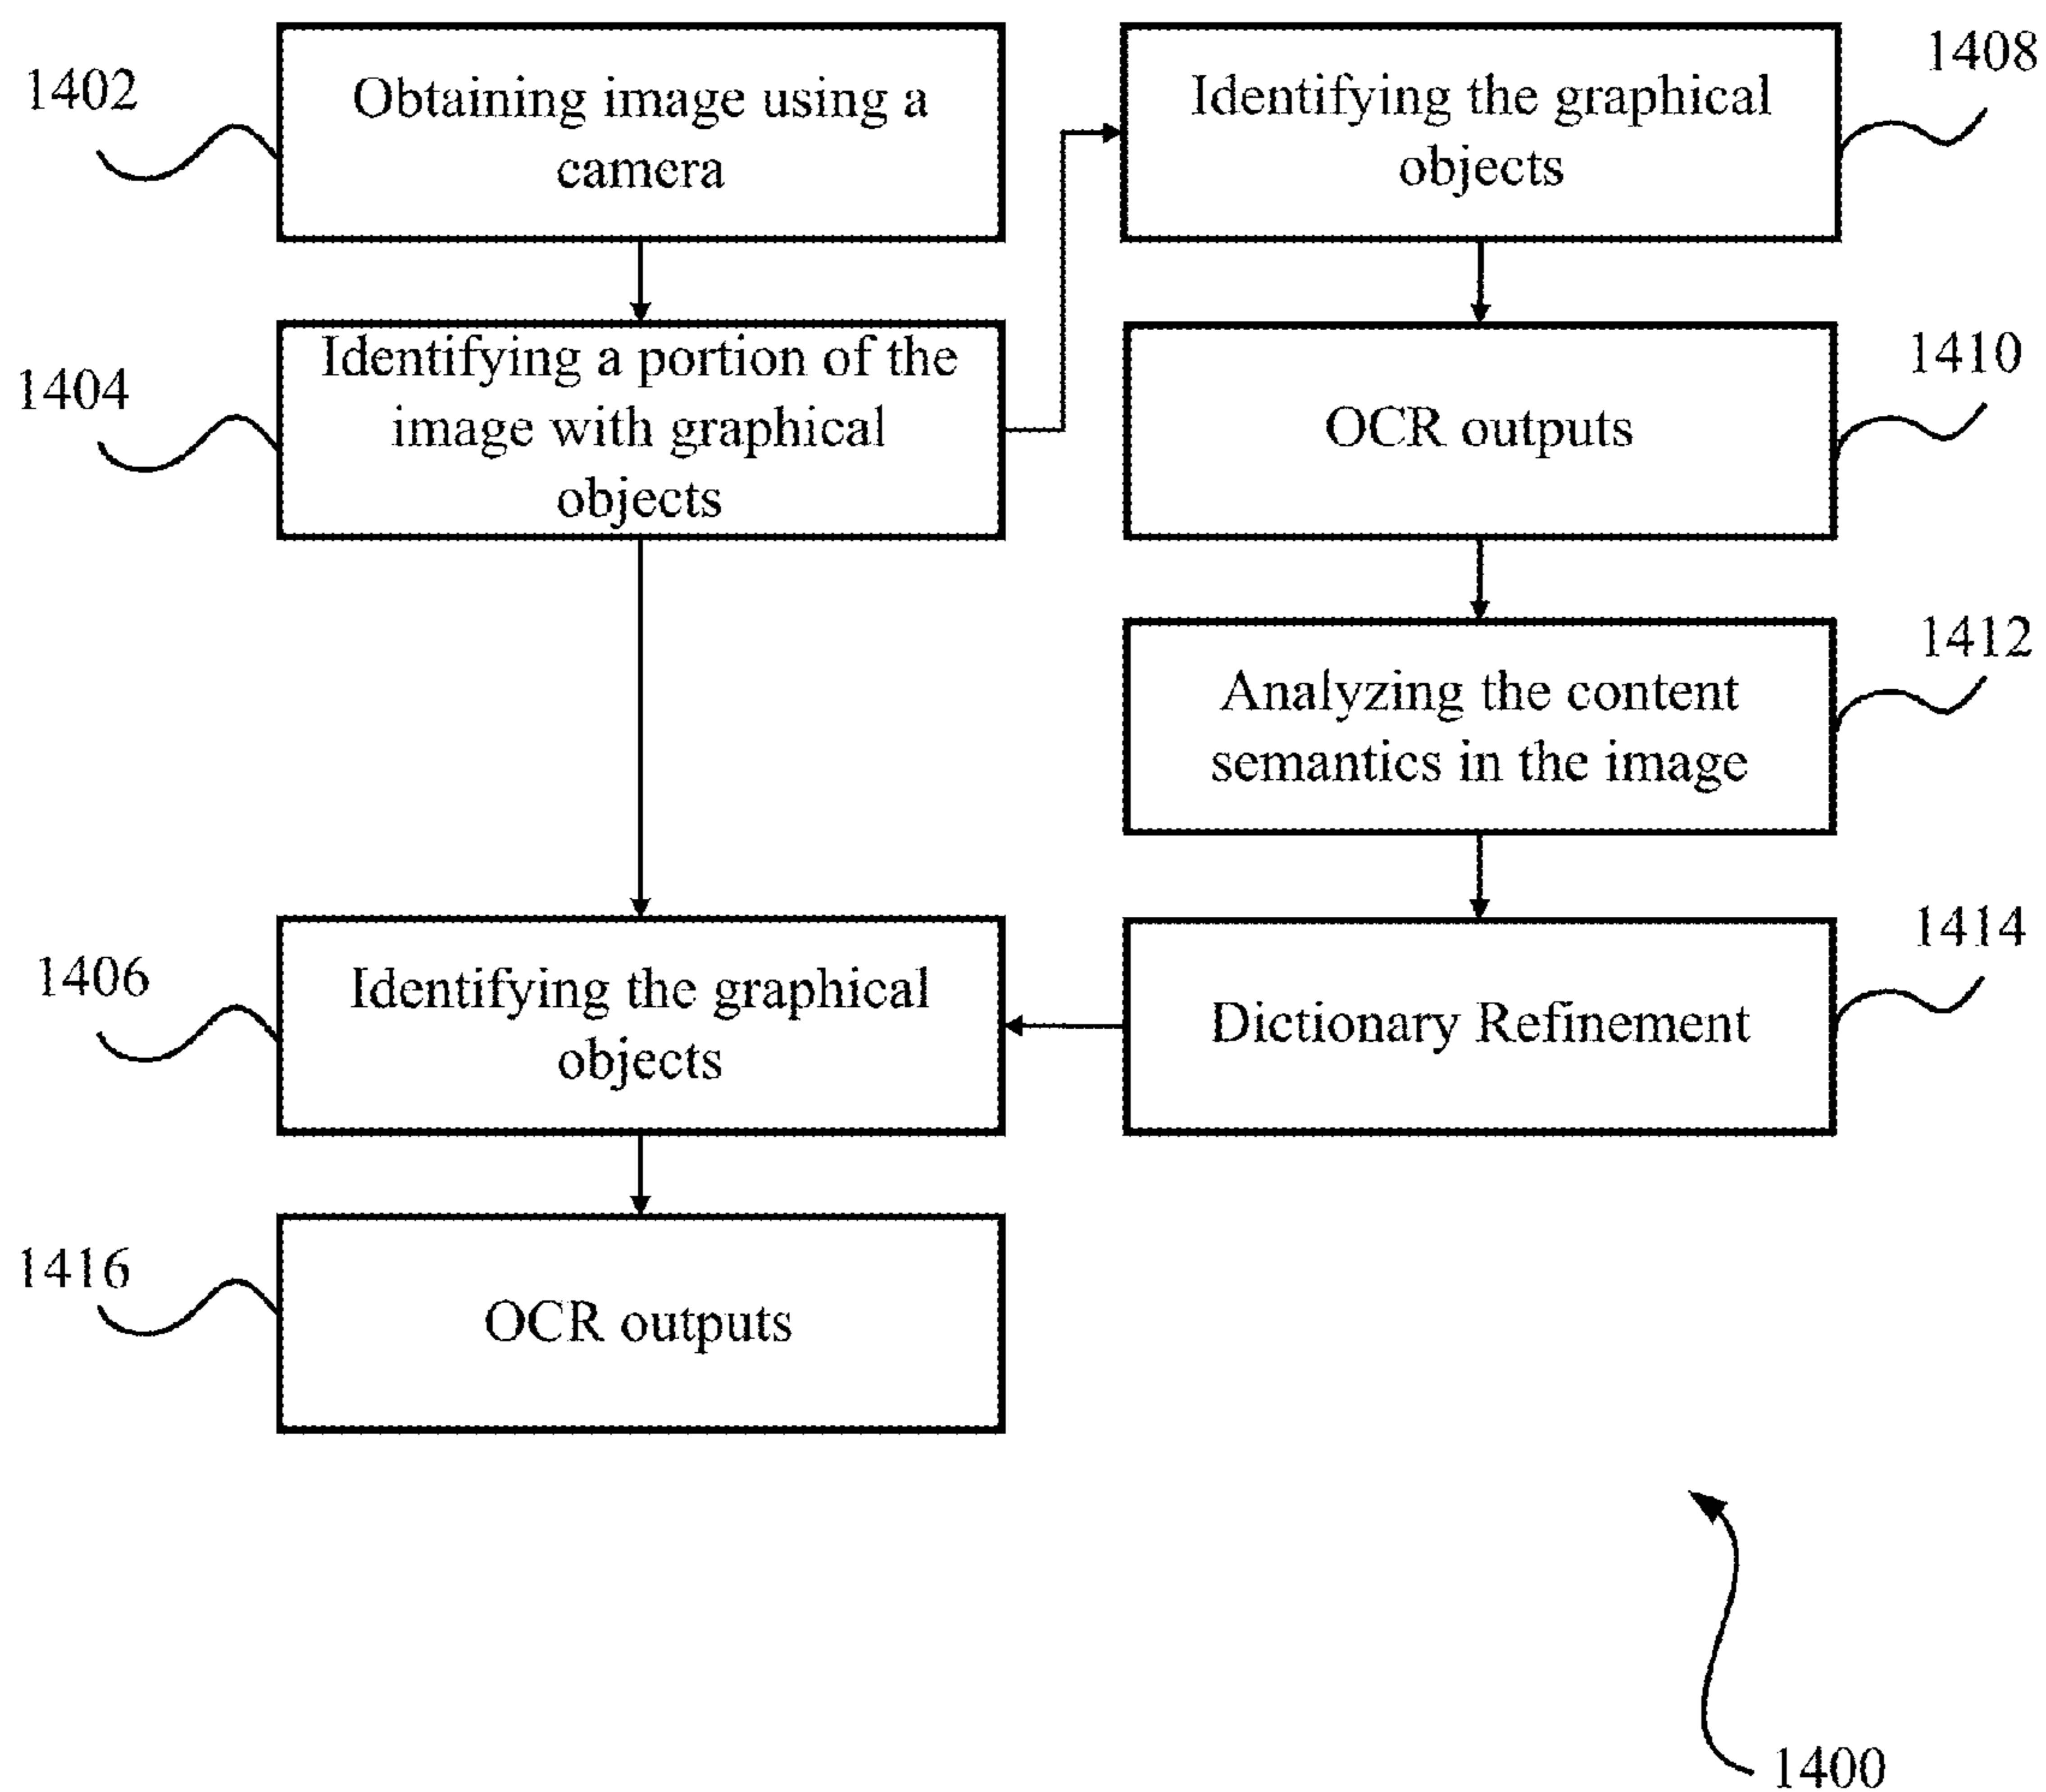 1402
Obtaining image using a
camera
1404
Identifying a portion of the
image with graphical
objects
1406
Identifying the graphical
objects
1416
OCR outputs
1408
Identifying the graphical
objects
1410
OCR outputs
1412
Analyzing the content
semantics in the image
1414
Dictionary Refinement
1400